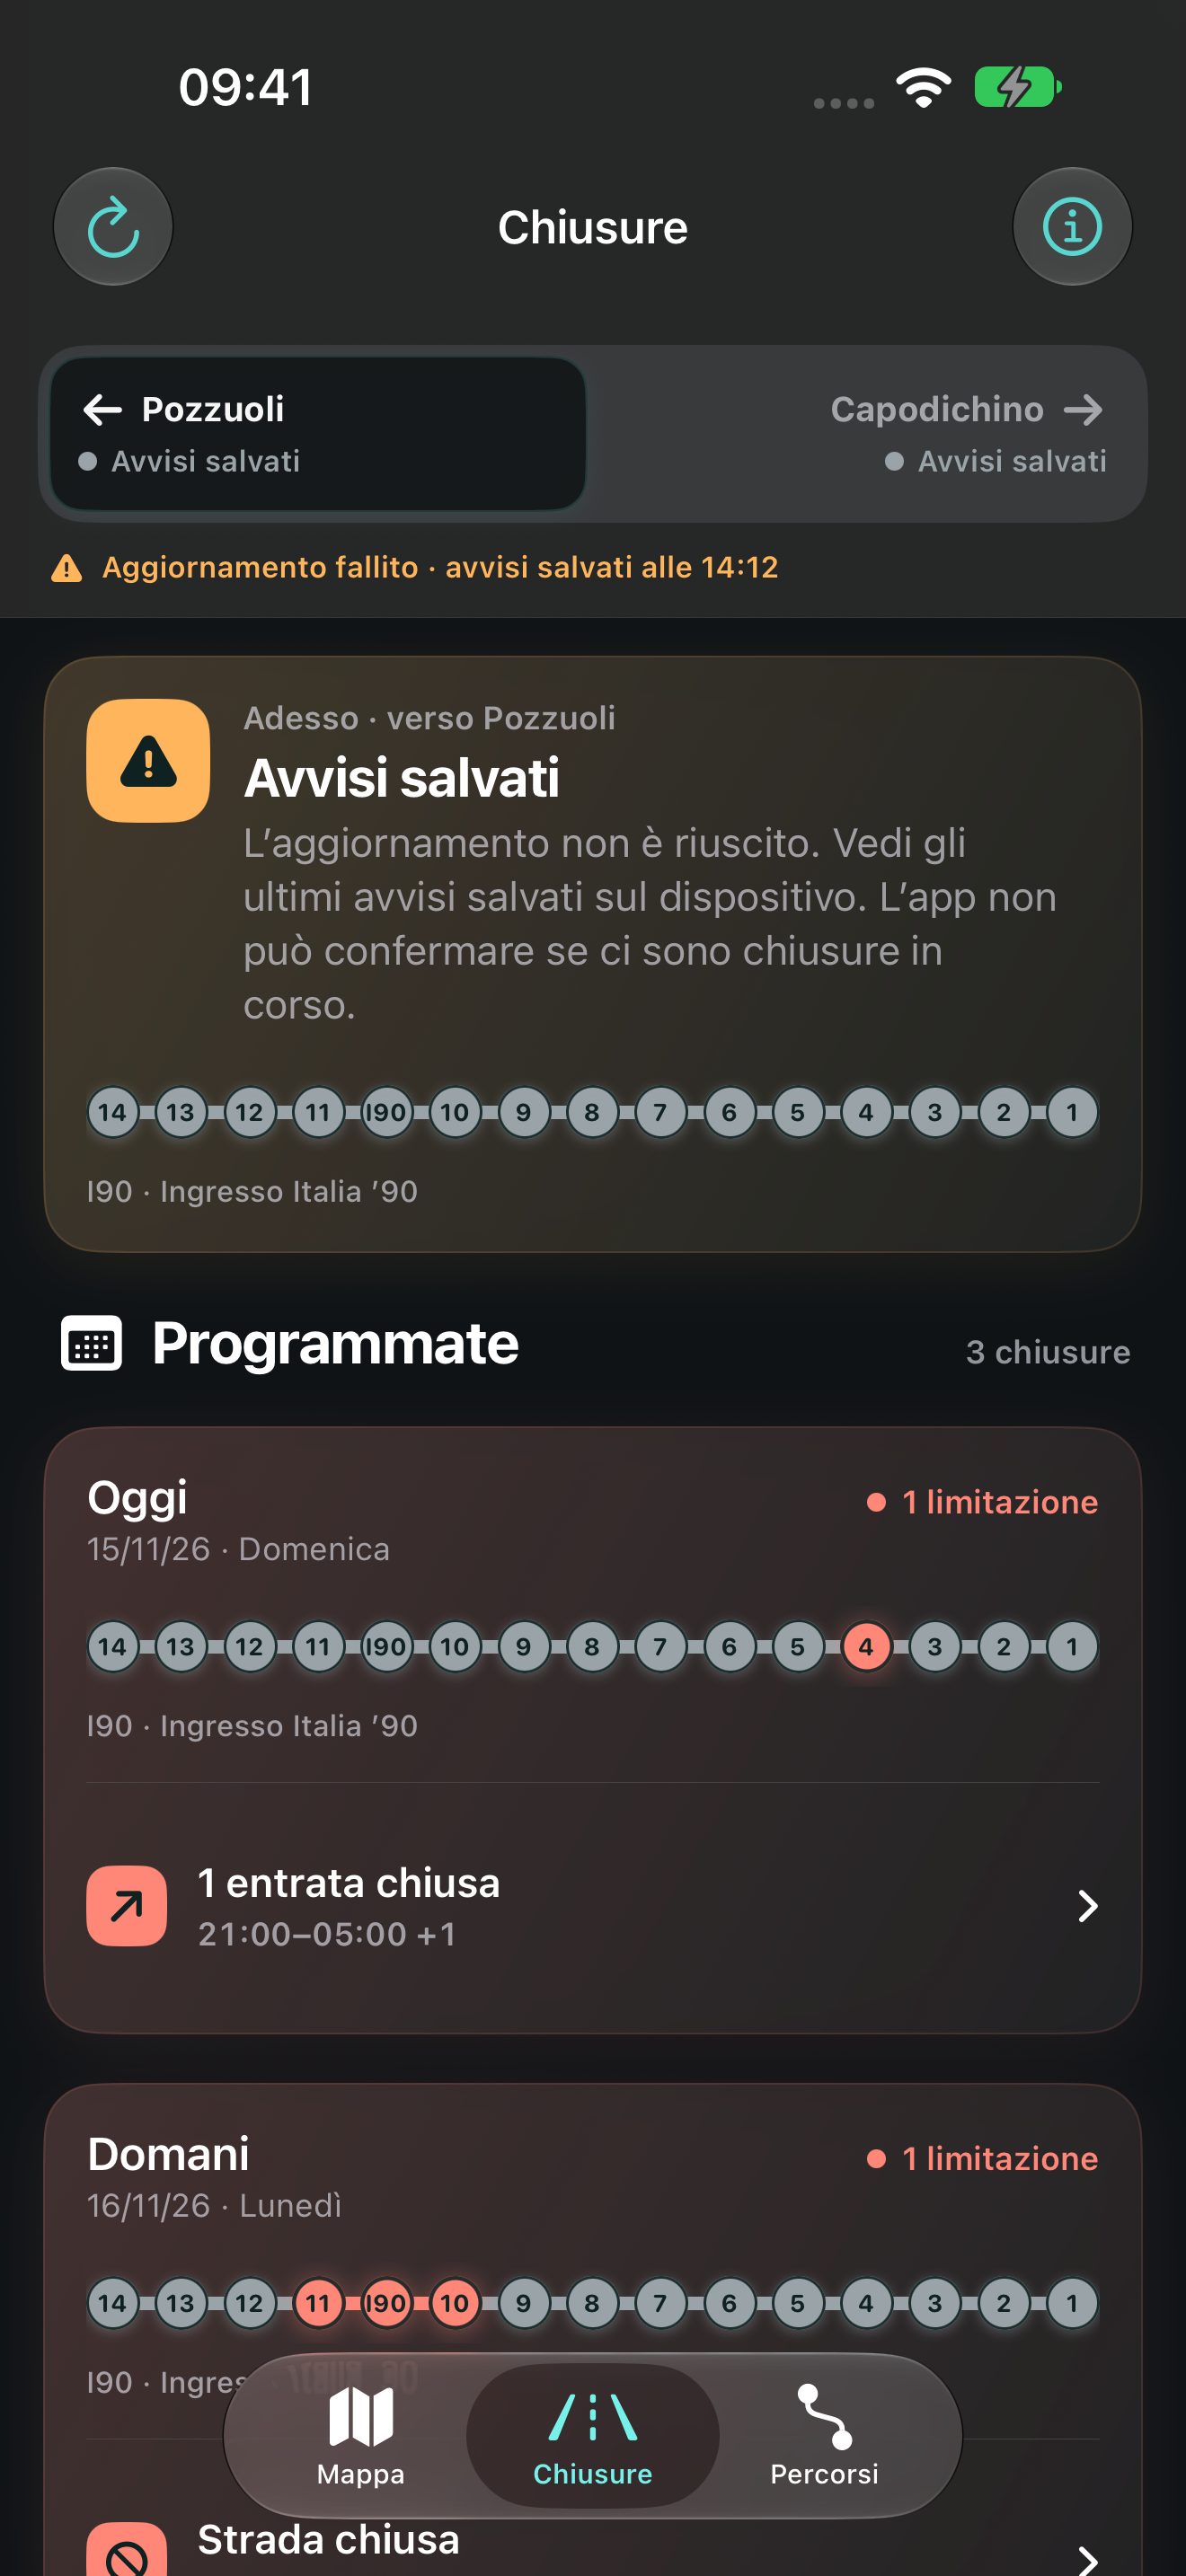 09:41
Chiusure
Pozzuoli
Avvisi salvati
Capodichino
Avvisi salvati
Aggiornamento fallito · avvisi salvati alle 14:12
Adesso · verso Pozzuoli
Avvisi salvati
L’aggiornamento non è riuscito. Vedi gli
ultimi avvisi salvati sul dispositivo. L’app non
può confermare se ci sono chiusure in
corso.
14 13 12 11 I90 10 9 8 7 6 5 4 3 2 1
I90 · Ingresso Italia ’90
Programmate
3 chiusure
Oggi
1 limitazione
15/11/26 · Domenica
14 13 12 11 I90 10 9 8 7 6 5 4 3 2 1
I90 · Ingresso Italia ’90
1 entrata chiusa
21:00–05:00 +1
Domani
1 limitazione
16/11/26 · Lunedì
14 13 12 11 I90 10 9 8 7 6 5 4 3 2 1
I90 ·
Mappa
Chiusure
Percorsi
Strada chiusa